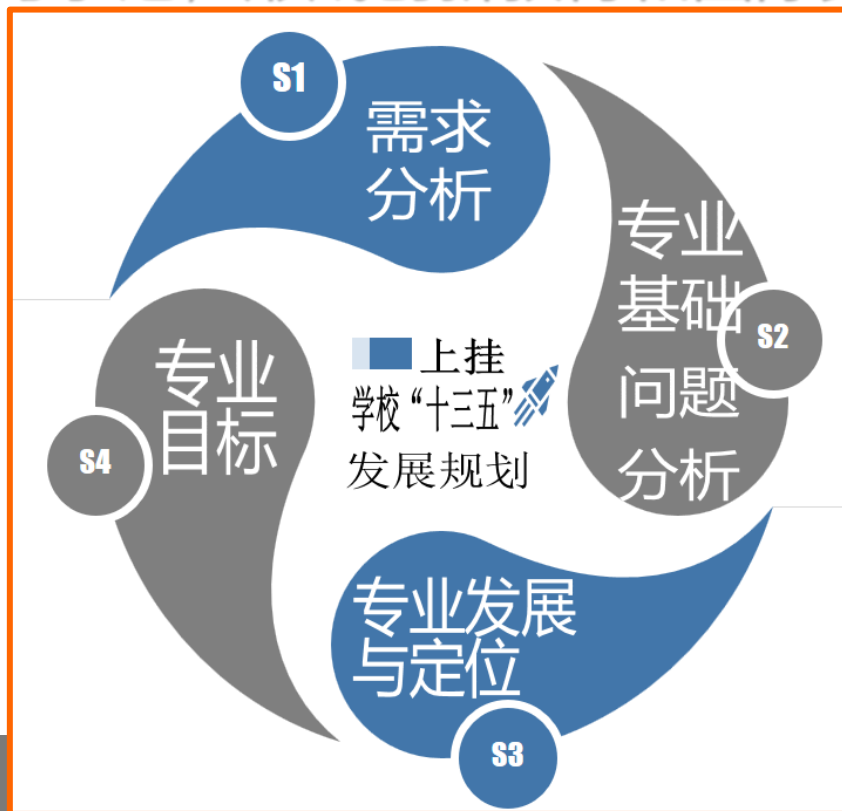 S1
需求
分析
专业
基础
问题
分析
S2
上挂
学校“十三五”
发展规划
专业
目标
S4
专业发展
与定位
S3